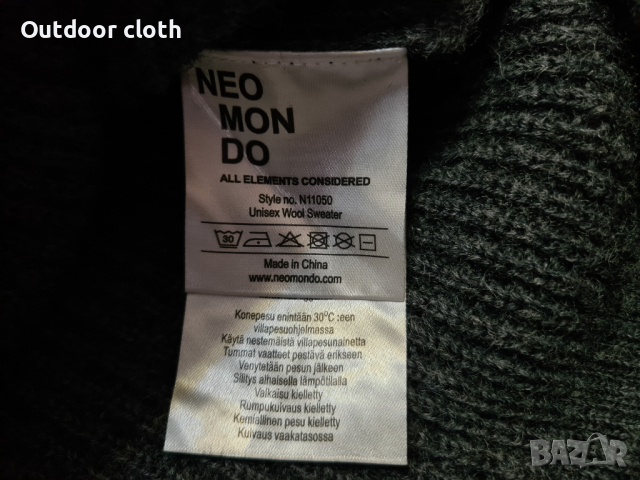 Outdoor cloth
NEO
MON
DO
ALL ELEMENTS CONSIDERED
Style no. N11050
Unisex Wool Sweater
30
Made in China
www.neomondo.com
Konepesu enintään 30°C :een
villapesuohjelmassa
Käytä nestemäistä villapesunainetta
Tummat vaatteet pestävä erikseen
Venytetään pesun jälkeen
Silitys alhaisella lämpötilalla
Valkaisu kielletty
Rumpukuivaus kielletty
Kemiallinen pesu kielletty
Kuivaus vaakatasossa
BAZAR